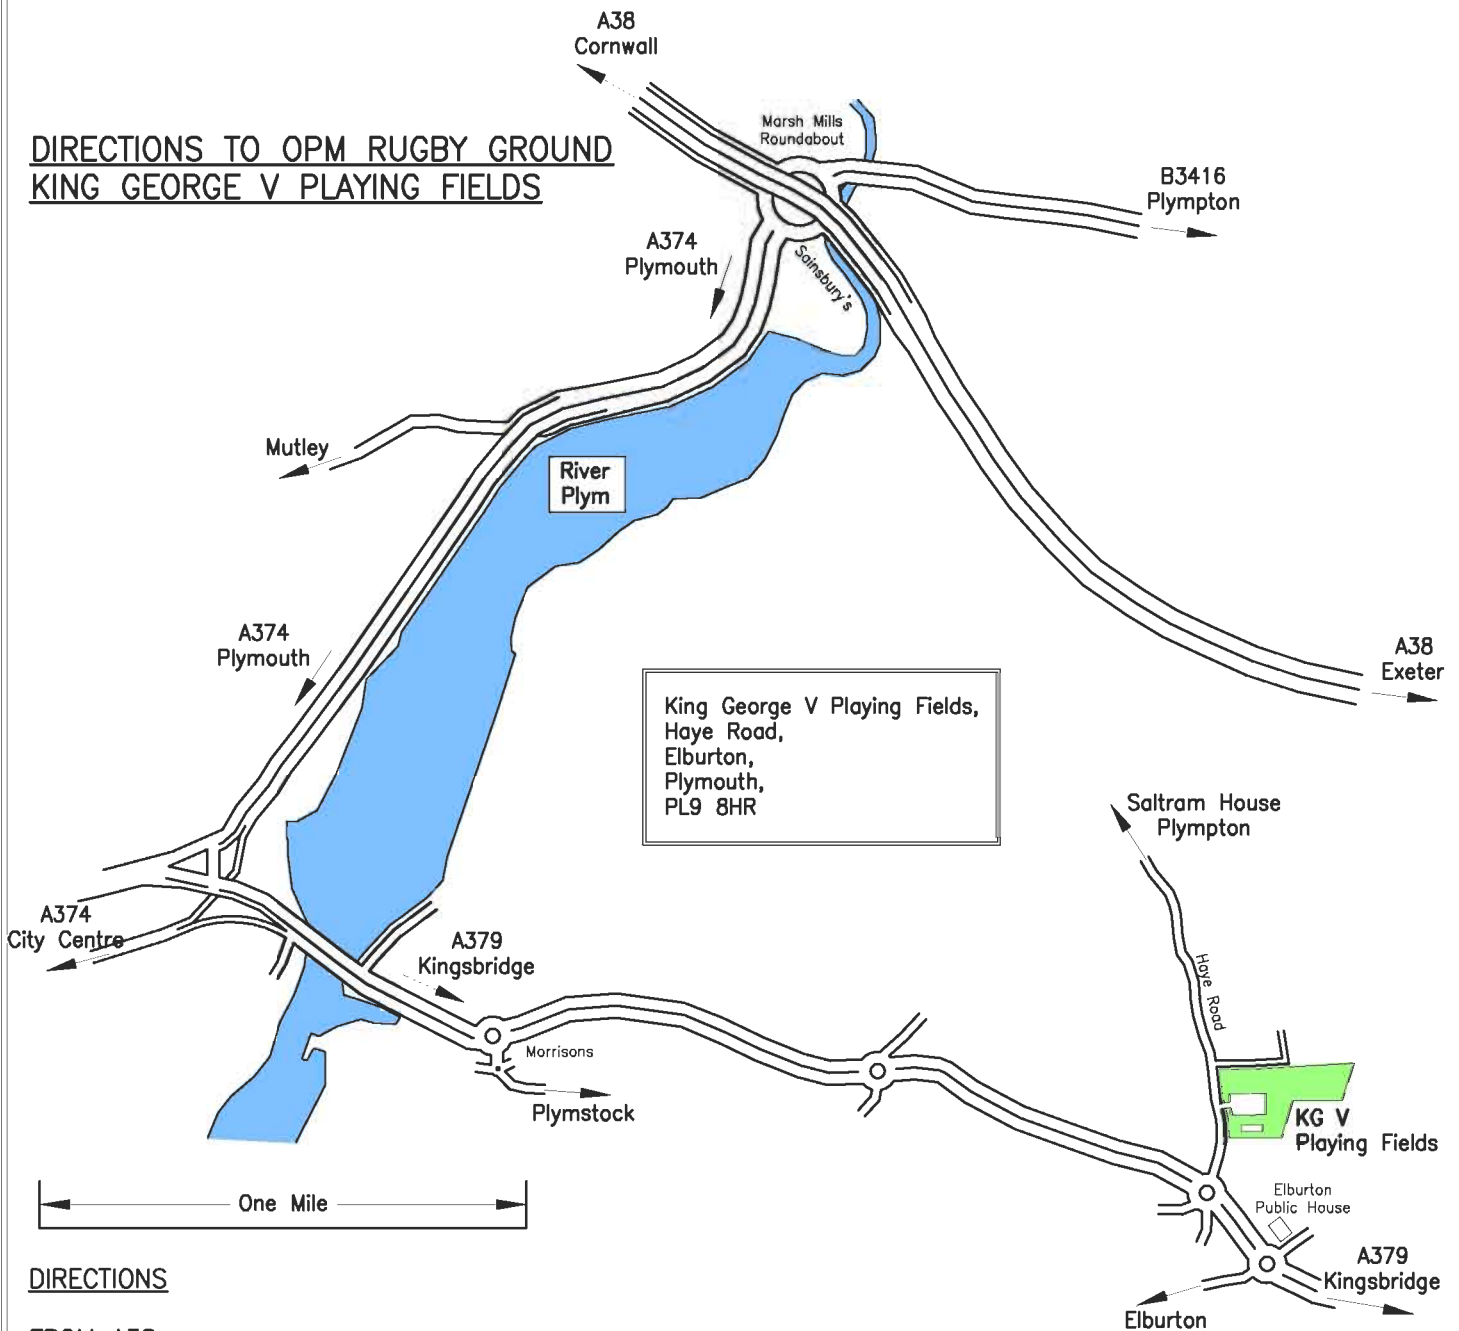 A38
Cornwall
DIRECTIONS TO OPM RUGBY GROUND
KING GEORGE V PLAYING FIELDS
Marsh Mills
Roundabout
B3416
Plympton
A374
Plymouth
Sainsbury's
Mutley
River
Plym
A374
Plymouth
A38
Exeter
King George V Playing Fields,
Haye Road,
Elburton,
Plymouth,
PL9 8HR
Saltram House
Plympton
A374
City Centre
A379
Kingsbridge
Haye Road
Morrisons
Plymstock
KG V
Playing Fields
One Mile
Elburton
Public House
A379
Kingsbridge
Elburton
DIRECTIONS